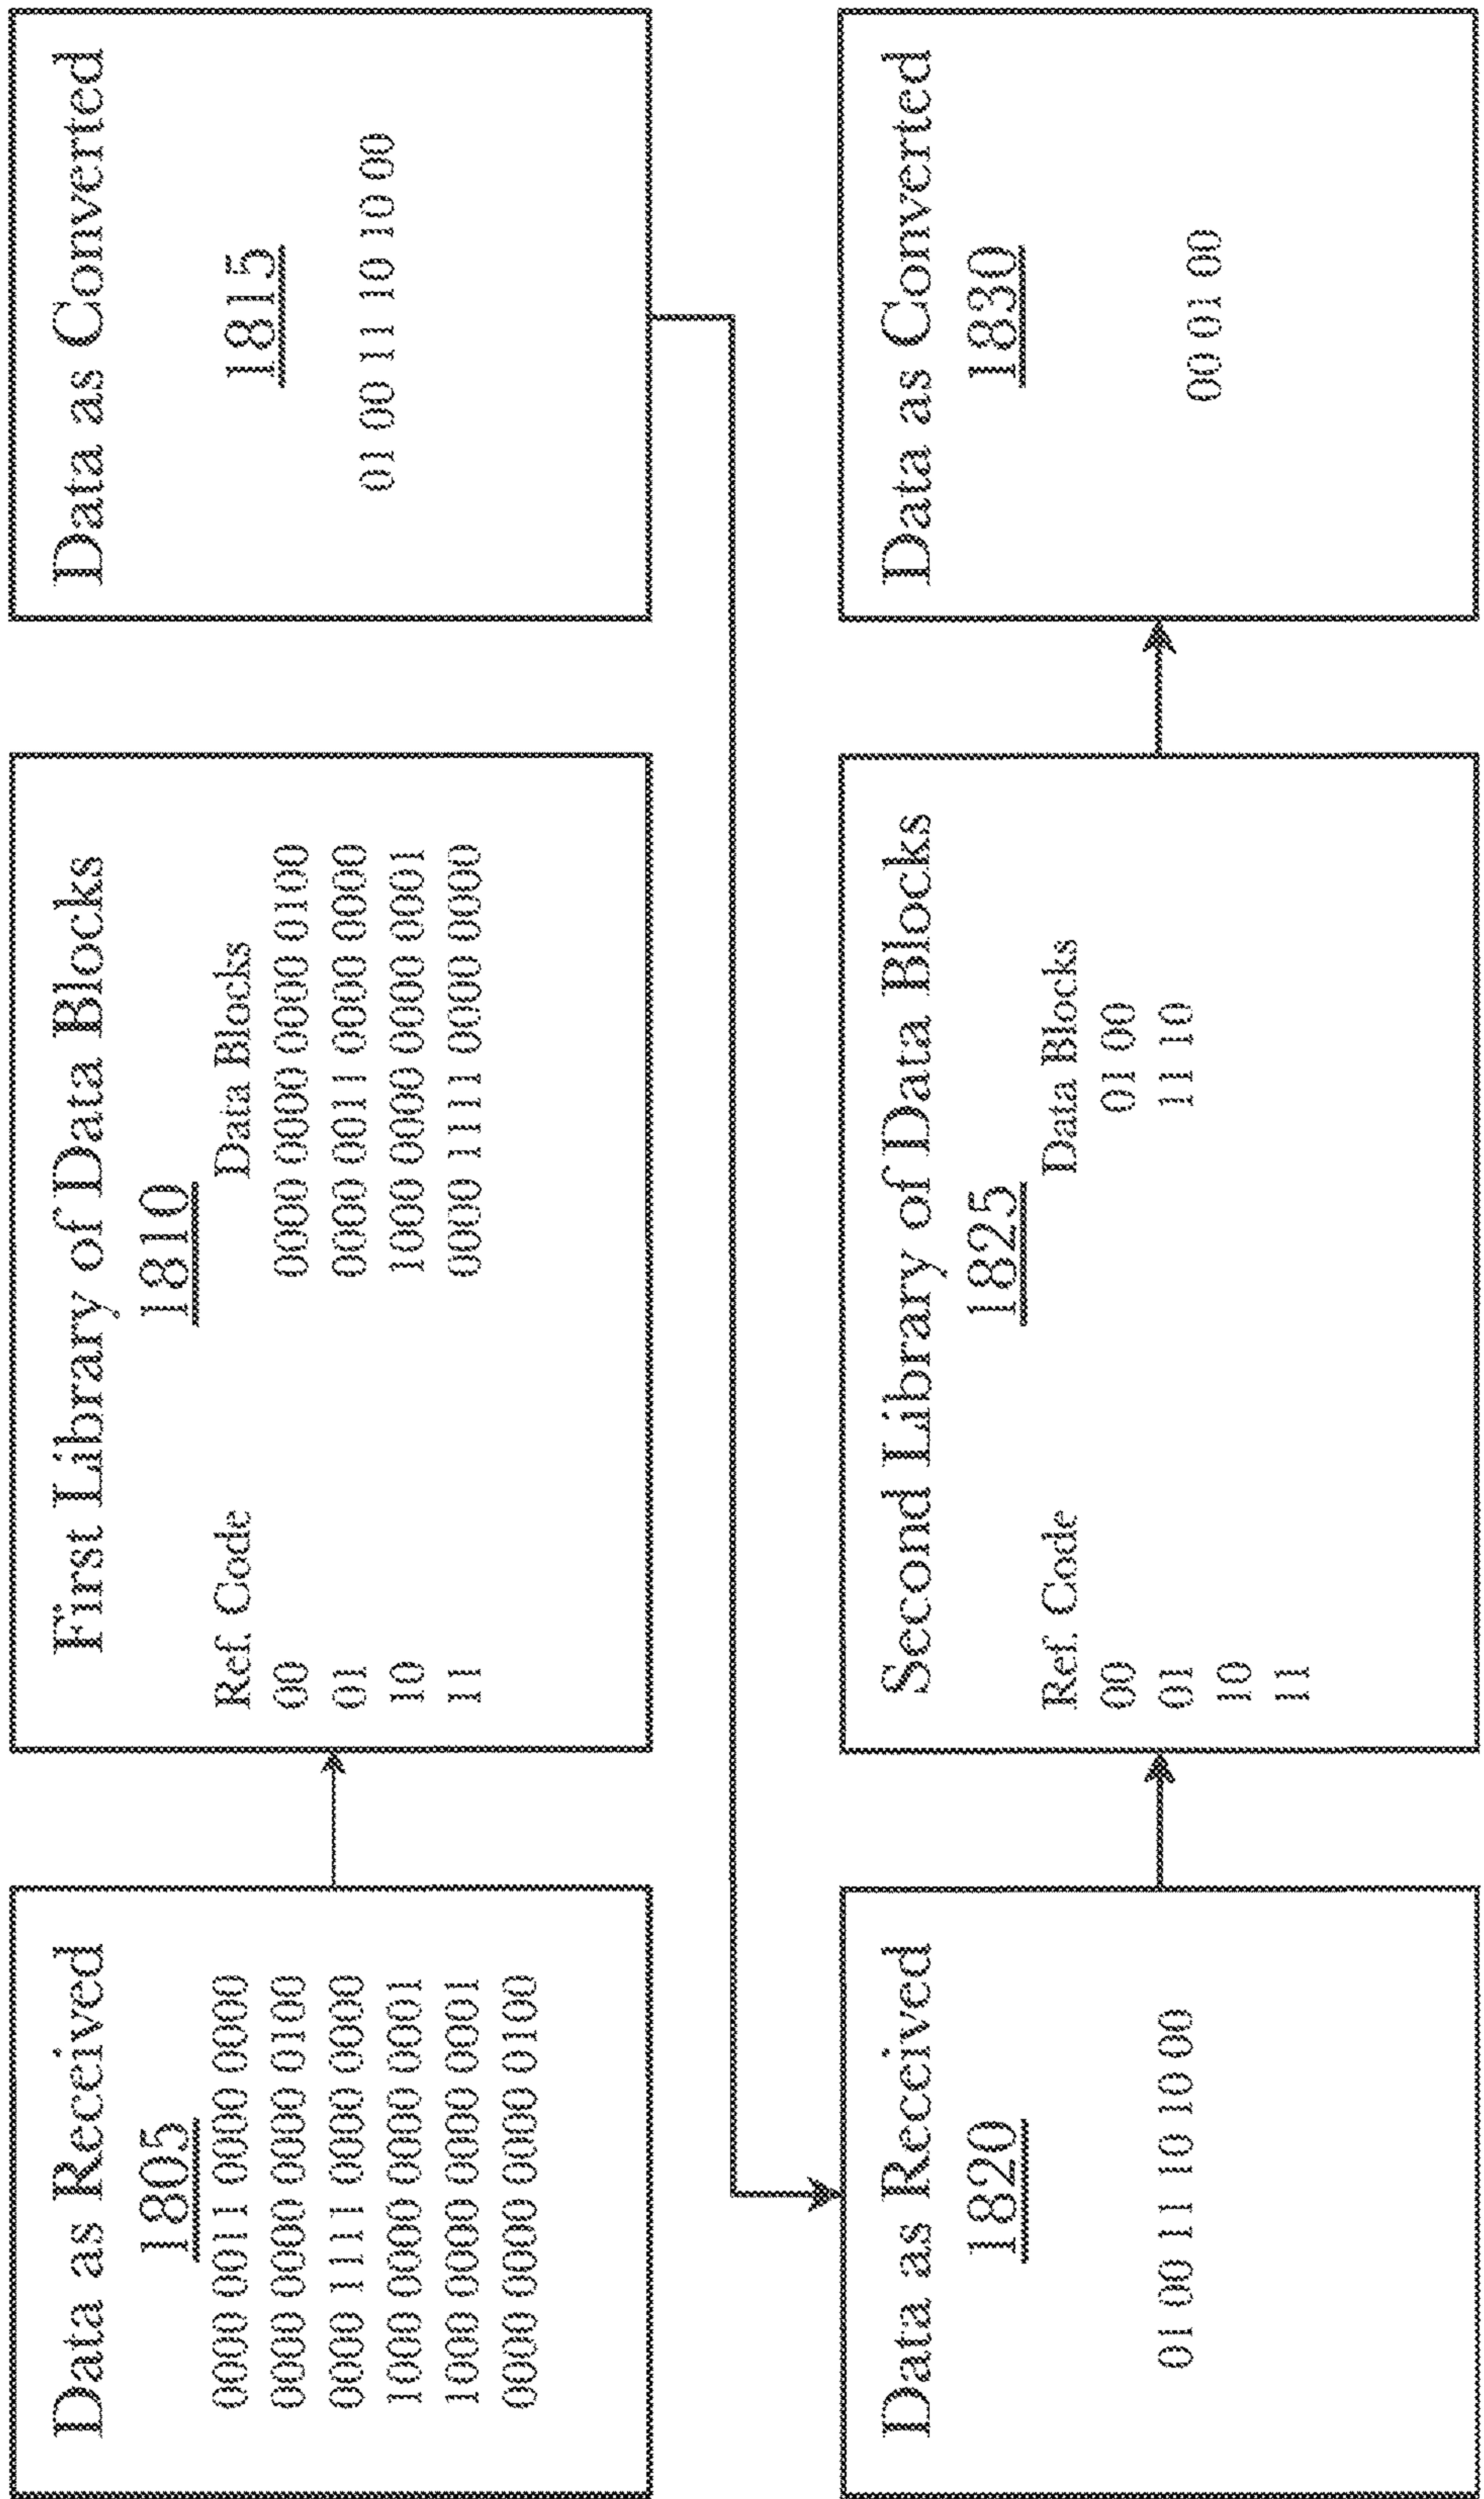 Data as Received
1805
0000 0011 0000 0000
0000 0000 0000 0100
0000 1111 0000 0000
1000 0000 0000 0001
1000 0000 0000 0001
0000 0000 0000 0100
First Library of Data Blocks
1810
Ref. Code Data Blocks
00 0000 0000 0000 0100
01 0000 0011 0000 0000
10 1000 0000 0000 0001
11 0000 1111 0000 0000
Data as Converted
1815
01 00 11 10 10 00
Data as Received
1820
01 00 11 10 10 00
Second Library of Data Blocks
1825
Ref. Code Data Blocks
00 01 00
01 11 10
10
11
Data as Converted
1830
00 01 00